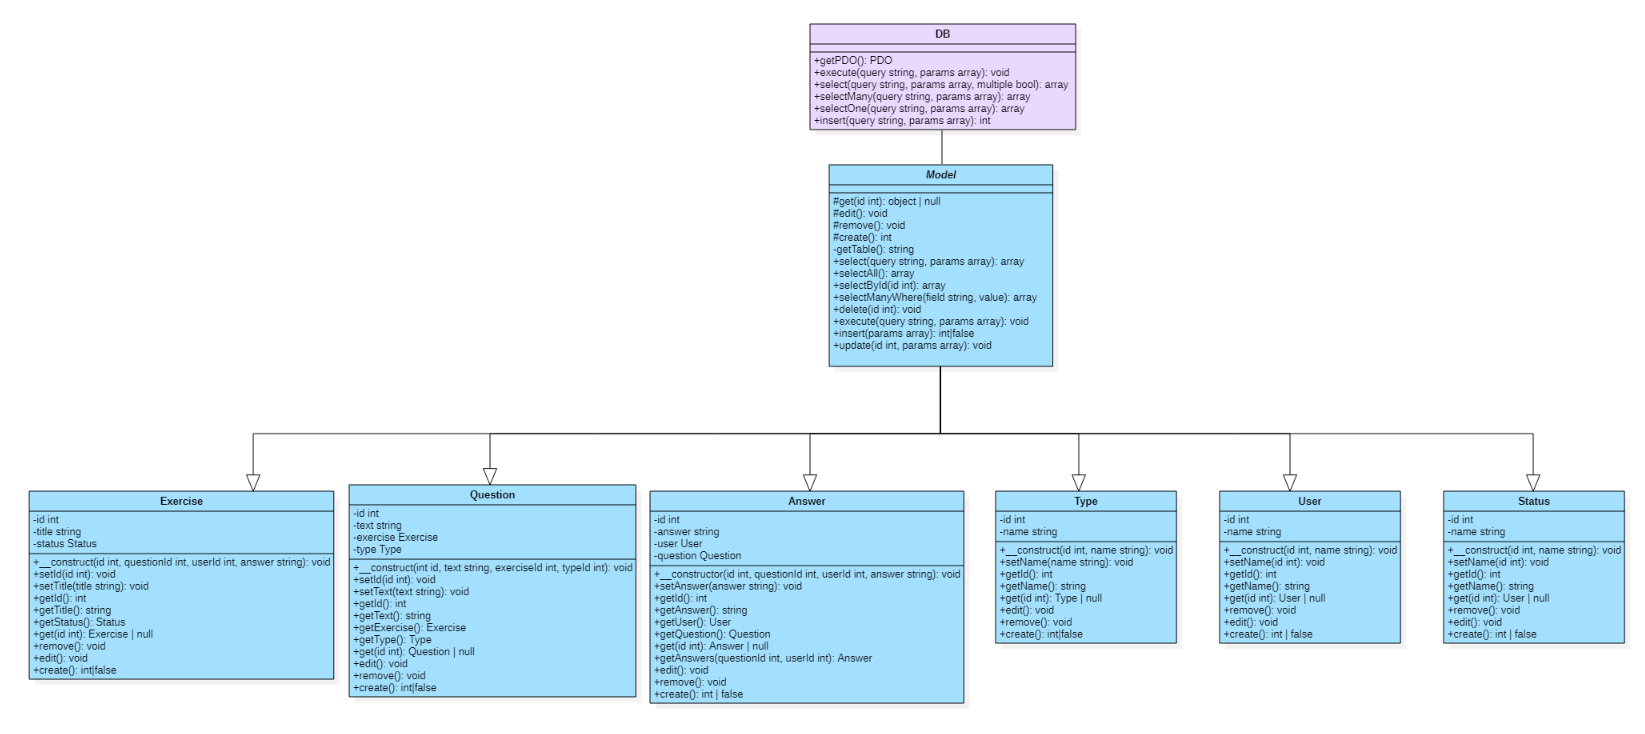 DB
+getPDO(): PDO
+execute(query string, params array): void
+select(query string, params array, multiple bool): array
+selectMany(query string, params array): array
+selectOne(query string, params array): array
+insert(query string, params array): int
Model
#get(id int): object | null
#edit(): void
#remove(): void
#create(): int
-getTable(): string
+select(query string, params array): array
+selectAll(): array
+selectById(id int): array
+selectManyWhere(field string, value): array
+delete(id int): void
+execute(query string, params array): void
+insert(params array): int|false
+update(id int, params array): void
Exercise
-id int
-title string
-status Status
+__construct(id int, questionId int, userId int, answer string): void
+setId(id int): void
+setTitle(title string): void
+getId(): int
+getTitle(): string
+getStatus(): Status
+get(id int): Exercise | null
+remove(): void
+edit(): void
+create(): int|false
Question
-id int
-text string
-exercise Exercise
-type Type
+__construct(int id, text string, exerciseId int, typeId int): void
+setId(id int): void
+setText(text string): void
+getId(): int
+getText(): string
+getExercise(): Exercise
+getType(): Type
+get(id int): Question | null
+edit(): void
+remove(): void
+create(): int|false
Answer
-id int
-answer string
-user User
-question Question
+__constructor(id int, questionId int, userId int, answer string): void
+setAnswer(answer string): void
+getId(): int
+getAnswer(): string
+getUser(): User
+getQuestion(): Question
+get(id int): Answer | null
+getAnswers(questionId int, userId int): Answer
+edit(): void
+remove(): void
+create(): int | false
Type
-id int
-name string
+__construct(id int, name string): void
+setName(name string): void
+getId(): int
+getName(): string
+get(id int): Type | null
+edit(): void
+remove(): void
+create(): int|false
User
-id int
-name string
+__construct(id int, name string): void
+setName(id int): void
+getId(): int
+getName(): string
+get(id int): User | null
+remove(): void
+edit(): void
+create(): int | false
Status
-id int
-name string
+__construct(id int, name string): void
+setName(id int): void
+getId(): int
+getName(): string
+get(id int): User | null
+remove(): void
+edit(): void
+create(): int | false